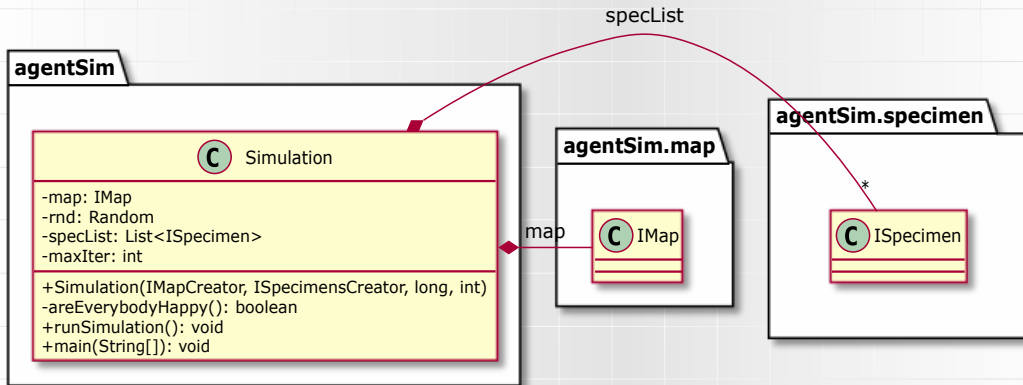 specList
agentSim
C Simulation
-map: IMap
-rnd: Random
-specList: List<ISpecimen>
-maxIter: int
+Simulation(IMapCreator, ISpecimensCreator, long, int)
-areEverybodyHappy(): boolean
+runSimulation(): void
+main(String[]): void
map
agentSim.map
C IMap
agentSim.specimen
*
C ISpecimen